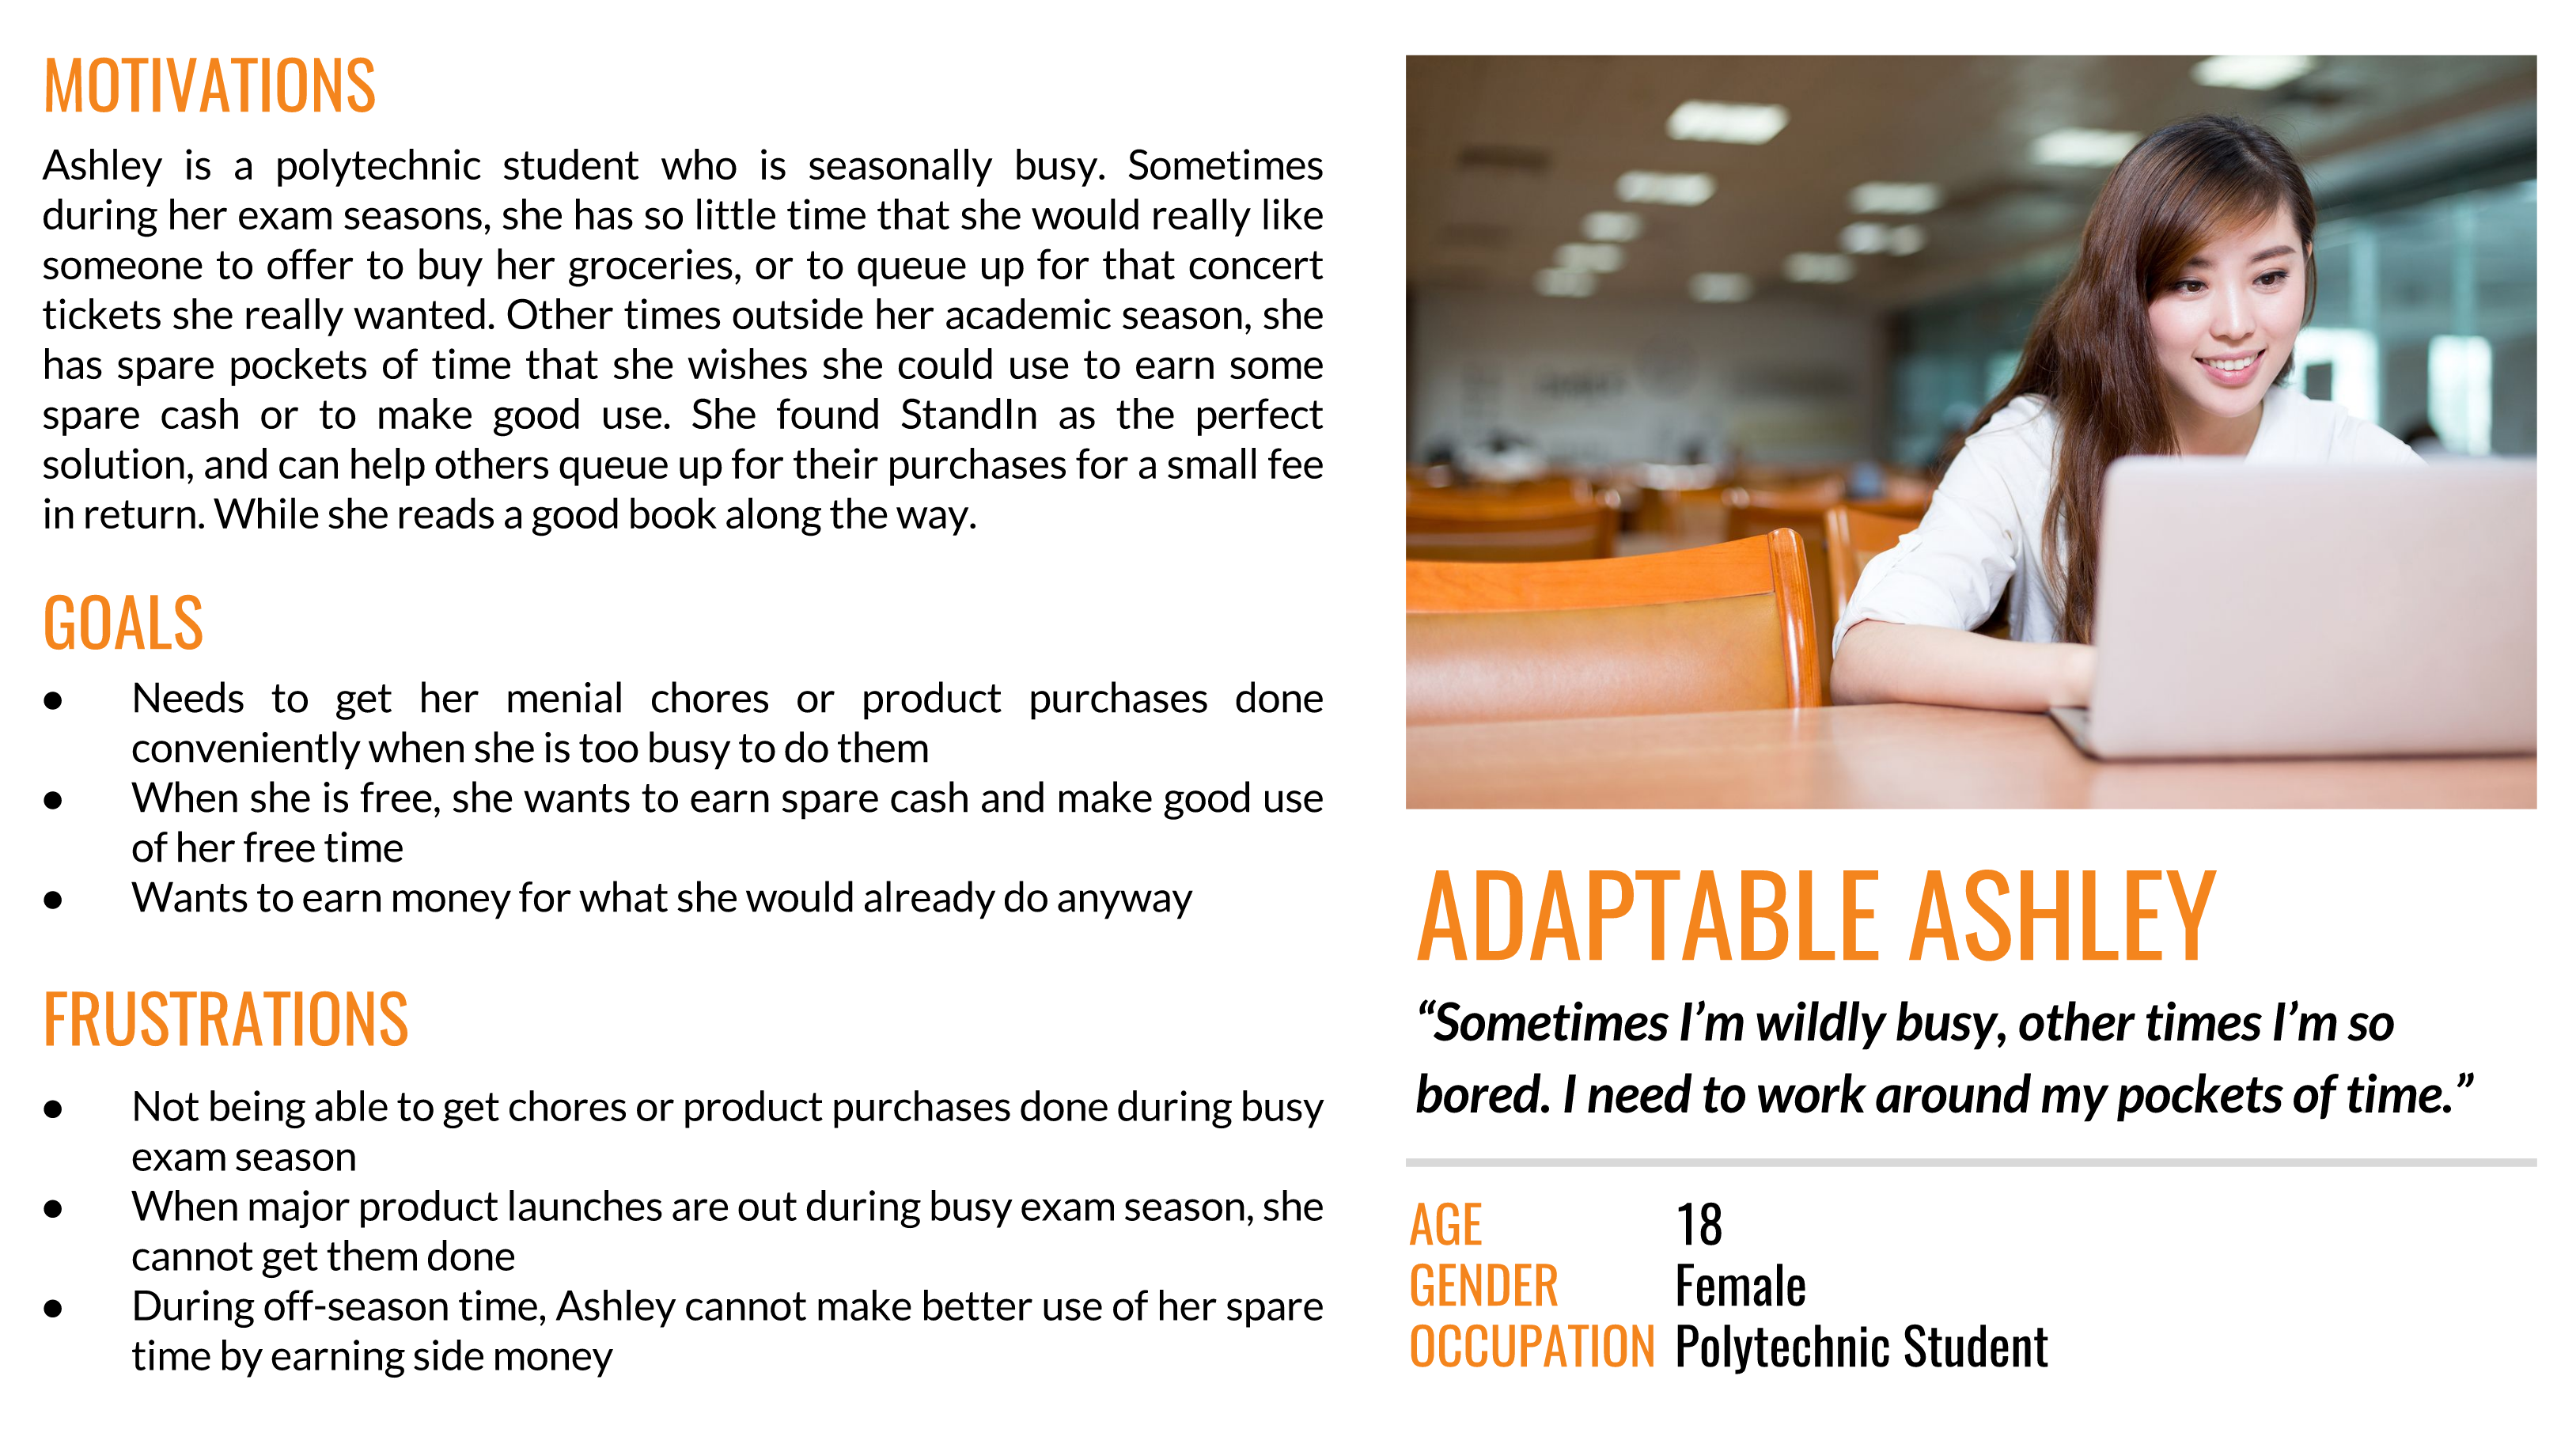 MOTIVATIONS
Ashley is a polytechnic student who is seasonally busy. Sometimes
during her exam seasons, she has so little time that she would really like
someone to offer to buy her groceries, or to queue up for that concert
tickets she really wanted. Other times outside her academic season, she
has spare pockets of time that she wishes she could use to earn some
spare cash or to make good use. She found StandIn as the perfect
solution, and can help others queue up for their purchases for a small fee
in return. While she reads a good book along the way.
GOALS
● Needs to get her menial chores or product purchases done
conveniently when she is too busy to do them
● When she is free, she wants to earn spare cash and make good use
of her free time
● Wants to earn money for what she would already do anyway
FRUSTRATIONS
● Not being able to get chores or product purchases done during busy
exam season
● When major product launches are out during busy exam season, she
cannot get them done
● During off-season time, Ashley cannot make better use of her spare
time by earning side money
ADAPTABLE ASHLEY
“Sometimes I’m wildly busy, other times I’m so
bored. I need to work around my pockets of time.”
AGE 18
GENDER Female
OCCUPATION Polytechnic Student